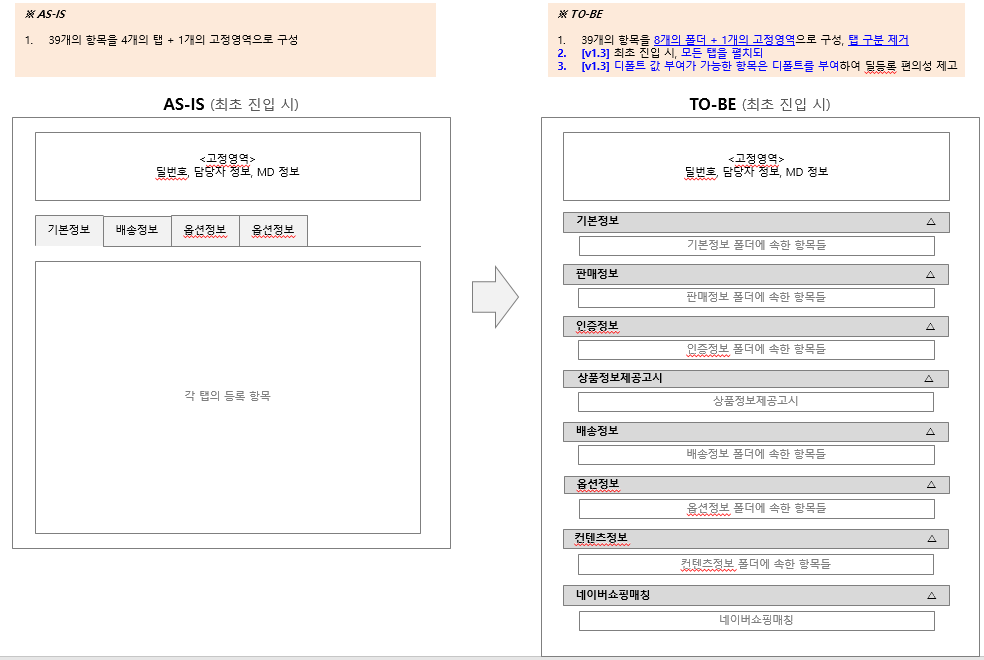 ※ AS-IS
1. 39개의 항목을 4개의 탭 + 1개의 고정영역으로 구성
※ TO-BE
1. 39개의 항목을 8개의 폴더 + 1개의 고정영역으로 구성, 탭 구분 제거
2. [v1.3] 최초 진입 시, 모든 탭을 펼치되
3. [v1.3] 디폴트 값 부여가 가능한 항목은 디폴트를 부여하여 딜등록 편의성 제고
AS-IS (최초 진입 시)
<고정영역>
딜번호, 담당자 정보, MD 정보
기본정보 배송정보 옵션정보 옵션정보
각 탭의 등록 항목
TO-BE (최초 진입 시)
<고정영역>
딜번호, 담당자 정보, MD 정보
기본정보 △
기본정보 폴더에 속한 항목들
판매정보 △
판매정보 폴더에 속한 항목들
인증정보 △
인증정보 폴더에 속한 항목들
상품정보제공고시 △
상품정보제공고시
배송정보 △
배송정보 폴더에 속한 항목들
옵션정보 △
옵션정보 폴더에 속한 항목들
컨텐츠정보 △
컨텐츠정보 폴더에 속한 항목들
네이버쇼핑매칭 △
네이버쇼핑매칭